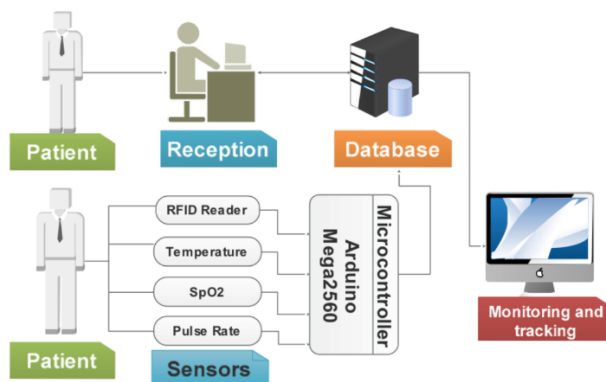 Patient
Reception
Database
RFID Reader
Temperature
SpO2
Pulse Rate
Arduino
Mega2560
Microcontroller
Monitoring and
tracking
Patient
Sensors